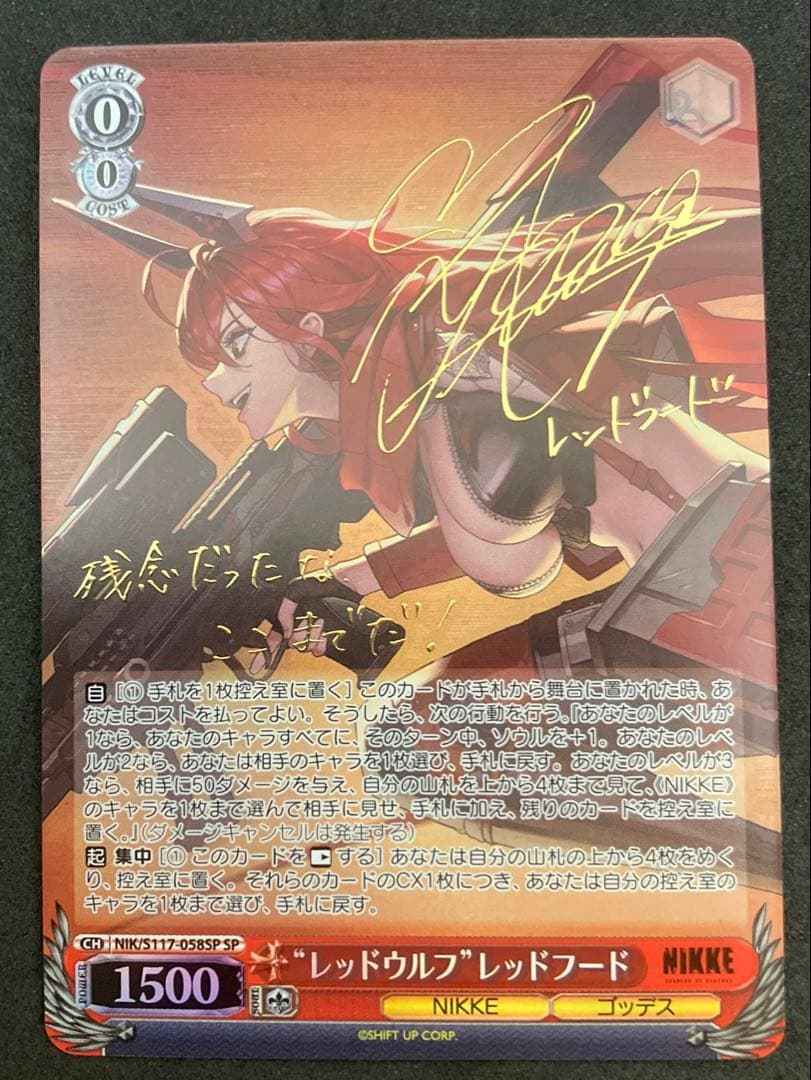 LEVEL
0
0
COST
レッドフード
残念だったな
ここまでだ!
自 [① 手札を1枚控え室に置く] このカードが手札から舞台に置かれた時、あ
なたはコストを払ってよい。そうしたら、次の行動を行う。『あなたのレベルが
1なら、あなたのキャラすべてに、そのターン中、ソウルを+1。あなたのレベ
ルが2なら、あなたは相手のキャラを1枚選び、手札に戻す。あなたのレベルが3
なら、相手に50ダメージを与え、自分の山札を上から4枚まで見て、《NIKKE》
のキャラを1枚まで選んで相手に見せ、手札に加え、残りのカードを控え室に
置く。』(ダメージキャンセルは発生する)
起 集中 [① このカードを する] あなたは自分の山札の上から4枚をめく
り、控え室に置く。それらのカードのCX1枚につき、あなたは自分の控え室の
キャラを1枚まで選び、手札に戻す。
CH NIK/S117-058SP SP
POWER 1500
SOUL
“レッドウルフ”レッドフード
NIKKE
NIKKE ゴッデス
©SHIFT UP CORP.